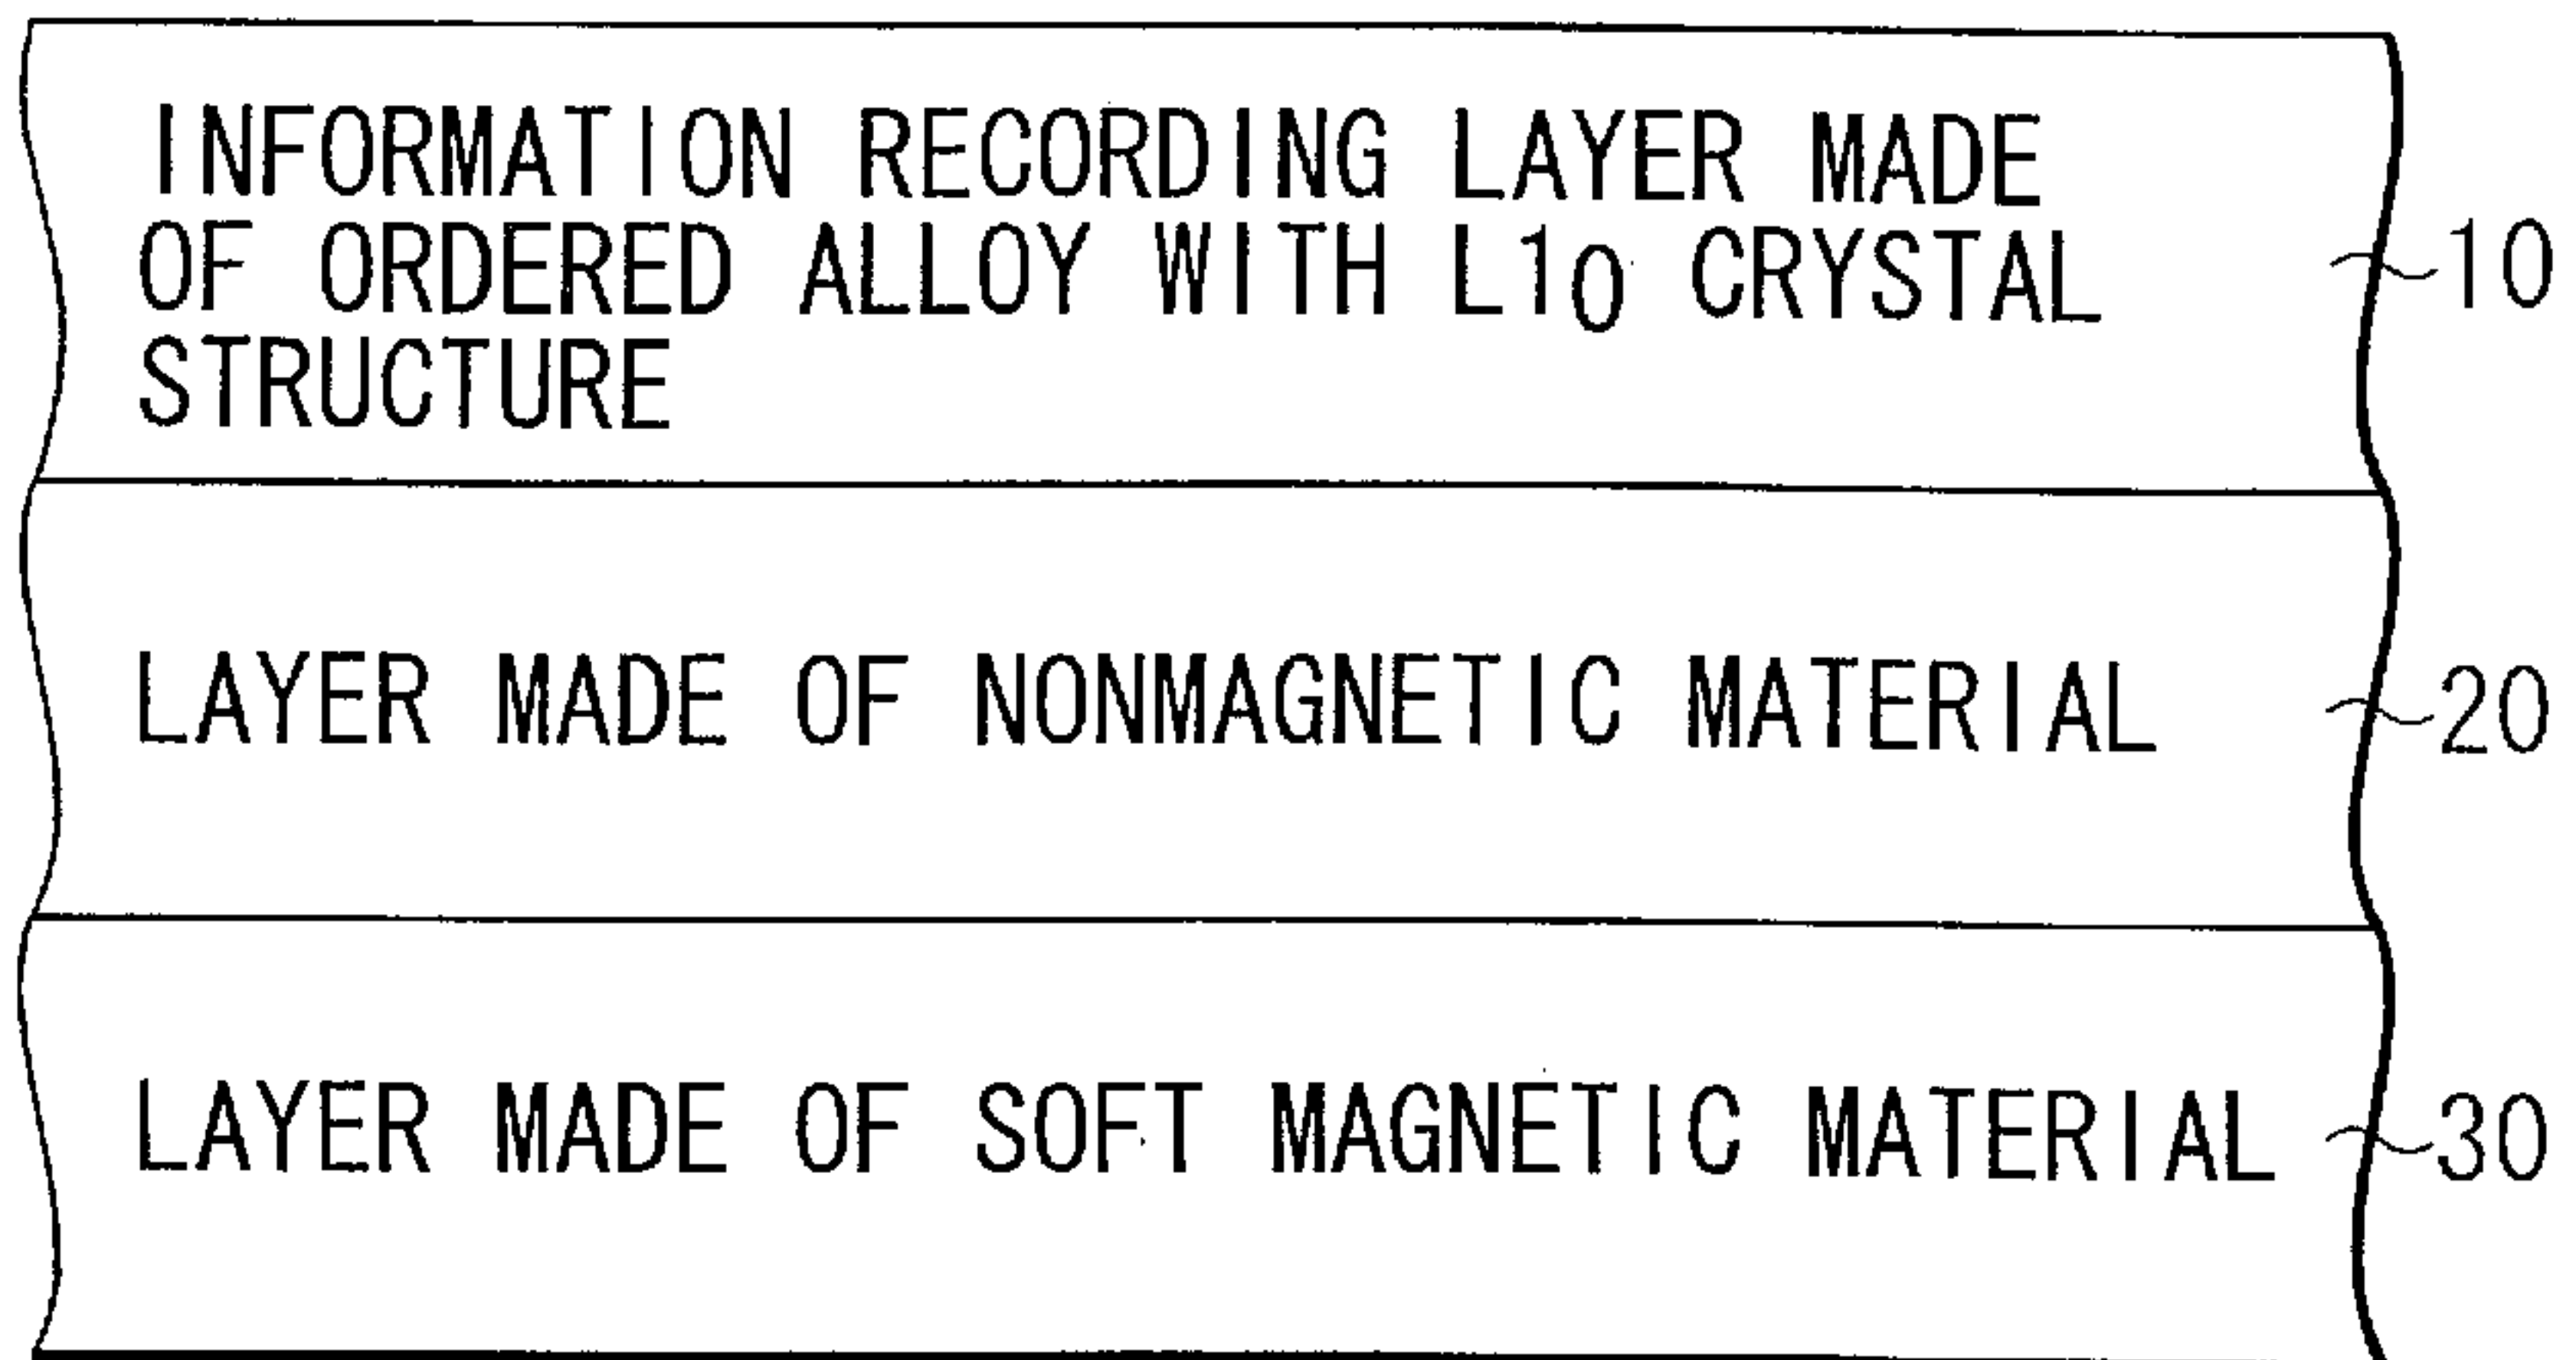 INFORMATION RECORDING LAYER MADE
OF ORDERED ALLOY WITH L1₀ CRYSTAL
STRUCTURE
10
LAYER MADE OF NONMAGNETIC MATERIAL
20
LAYER MADE OF SOFT MAGNETIC MATERIAL
30